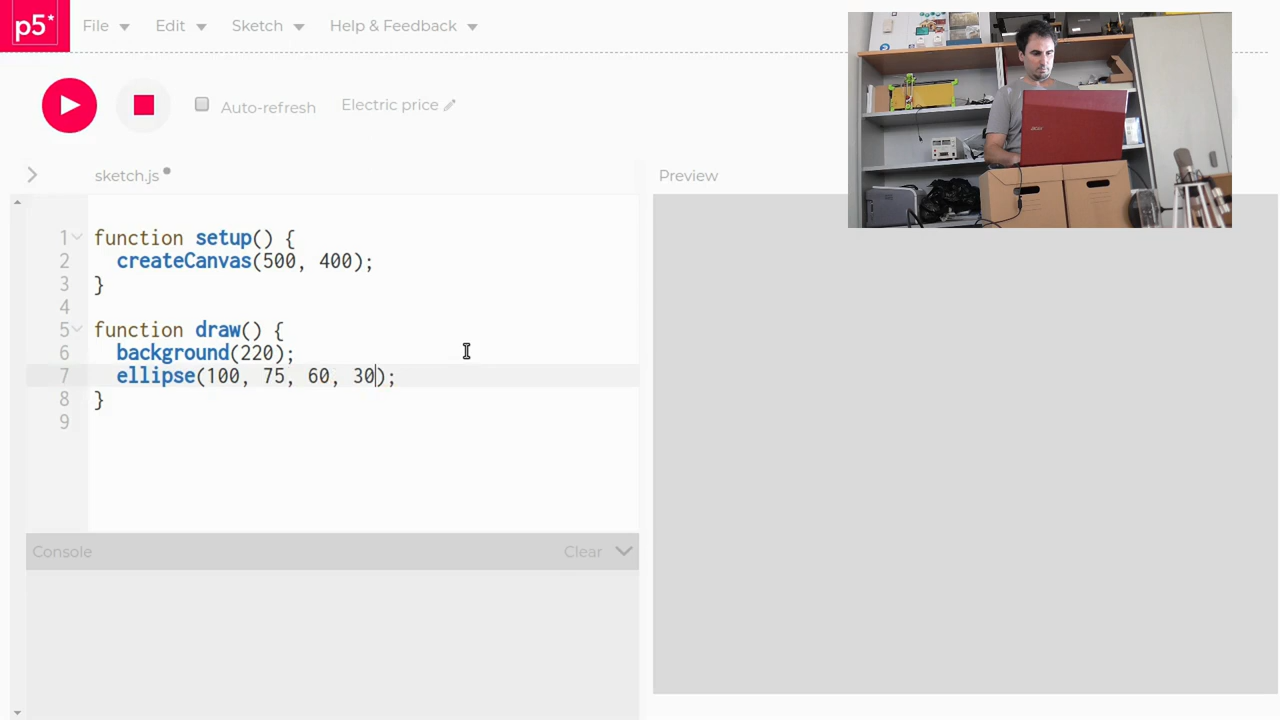 p5*
File Edit Sketch Help & Feedback
Auto-refresh Electric price
sketch.js
Preview
1 function setup() {
2 createCanvas(500, 400);
3 }
4
5 function draw() {
6 background(220);
7 ellipse(100, 75, 60, 30);
8 }
9
Console Clear
acer